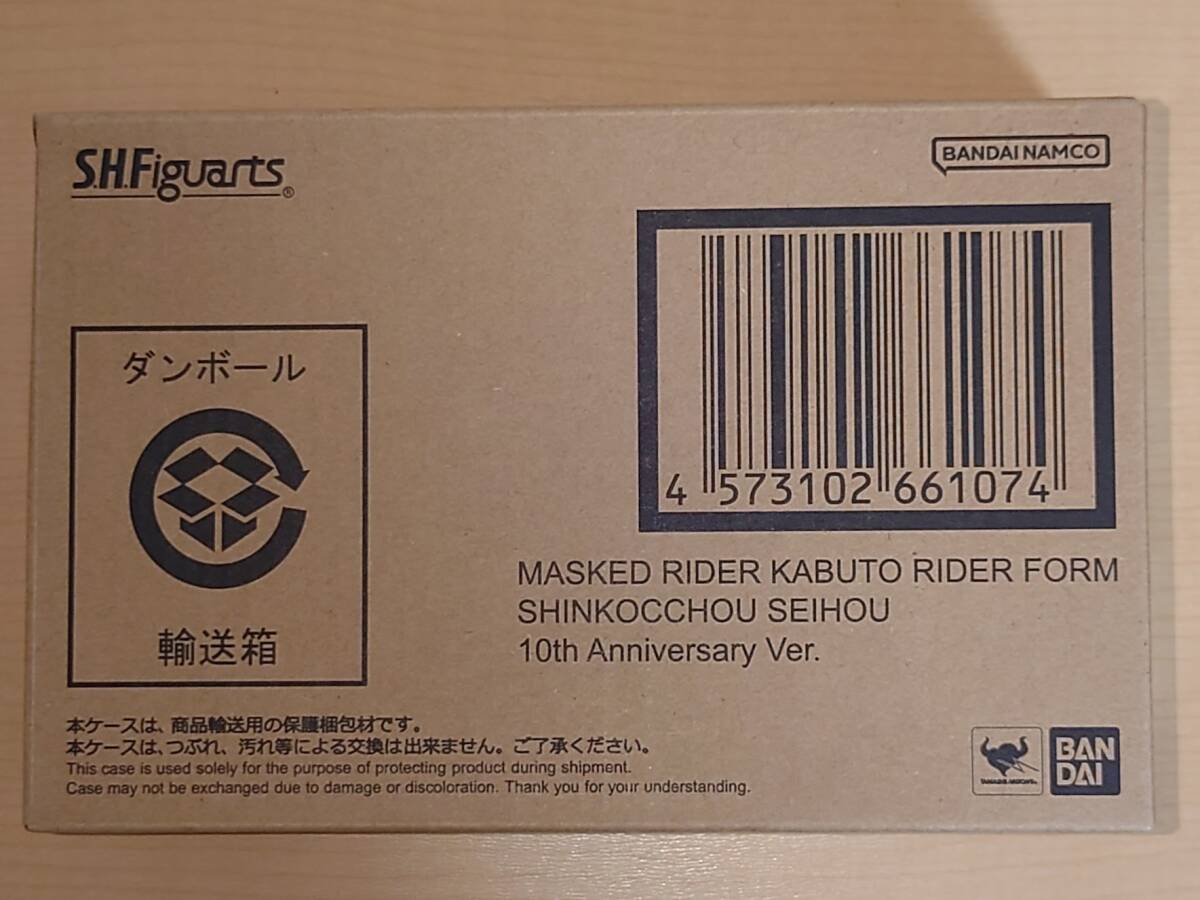 S.H.Figuarts®
BANDAI NAMCO
ダンボール
輸送箱
4 573102 661074
MASKED RIDER KABUTO RIDER FORM
SHINKOCCHOU SEIHOU
10th Anniversary Ver.
本ケースは、商品輸送用の保護梱包材です。
本ケースは、つぶれ、汚れ等による交換は出来ません。ご了承ください。
This case is used solely for the purpose of protecting product during shipment.
Case may not be exchanged due to damage or discoloration. Thank you for your understanding.
TAMASHII NATIONS
BAN
DAI